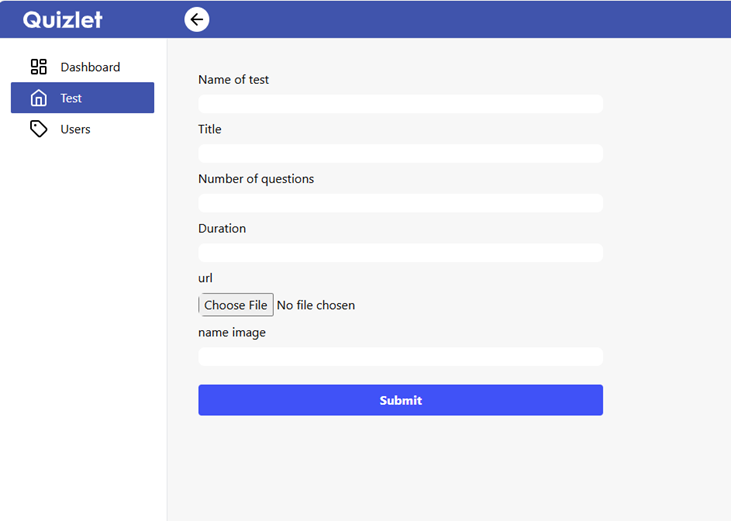 Quizlet
Dashboard
Test
Users
Name of test
Title
Number of questions
Duration
url
Choose File No file chosen
name image
Submit